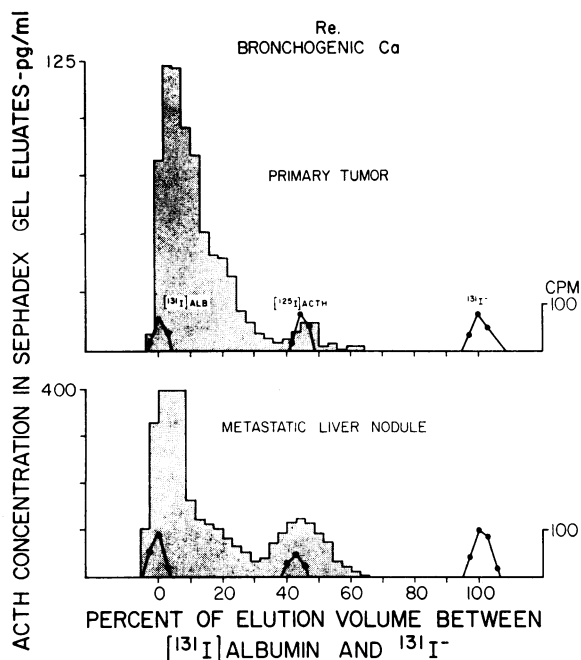 Re.
BRONCHOGENIC Ca
ACTH CONCENTRATION IN SEPHADEX GEL ELUATES-pg/ml
125
PRIMARY TUMOR
[¹³¹I]ALB
[¹²⁵I]ACTH
¹³¹I⁻
CPM
100
400
METASTATIC LIVER NODULE
100
0 20 40 60 80 100
PERCENT OF ELUTION VOLUME BETWEEN
[¹³¹I]ALBUMIN AND ¹³¹I⁻